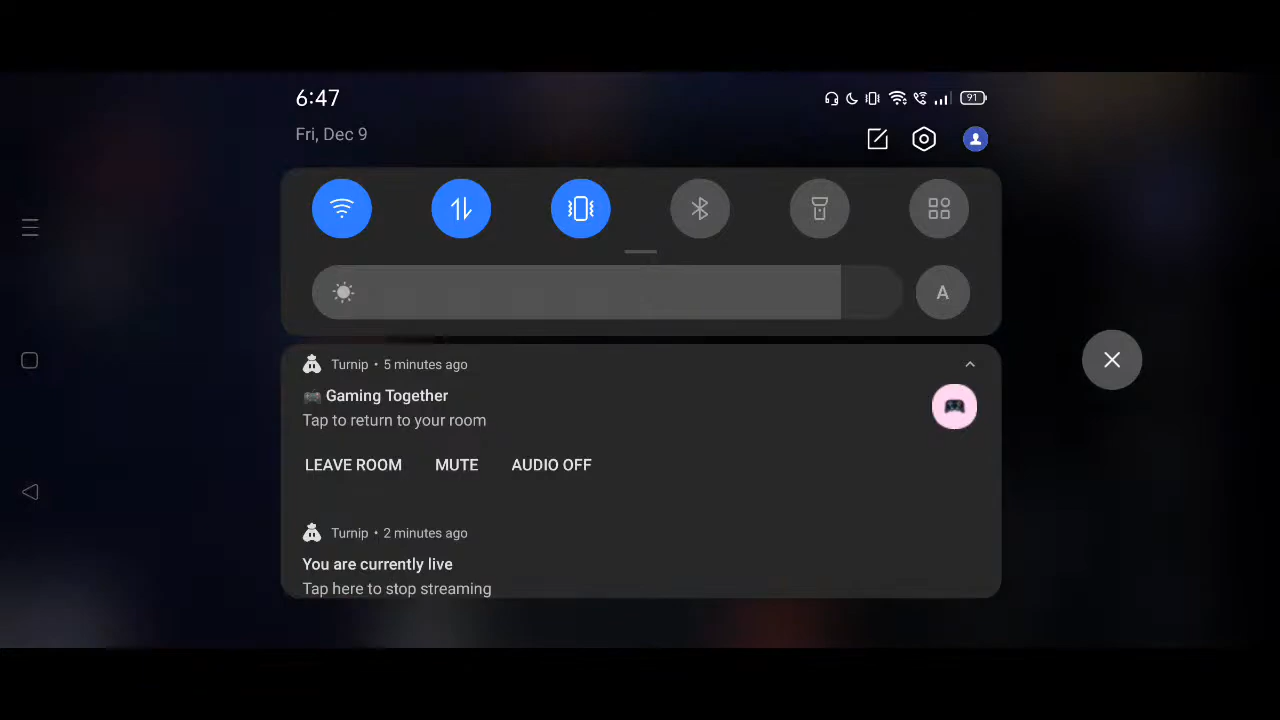 6:47
91
Fri, Dec 9
A
Turnip • 5 minutes ago
🎮 Gaming Together
Tap to return to your room
LEAVE ROOM MUTE AUDIO OFF
Turnip • 2 minutes ago
You are currently live
Tap here to stop streaming